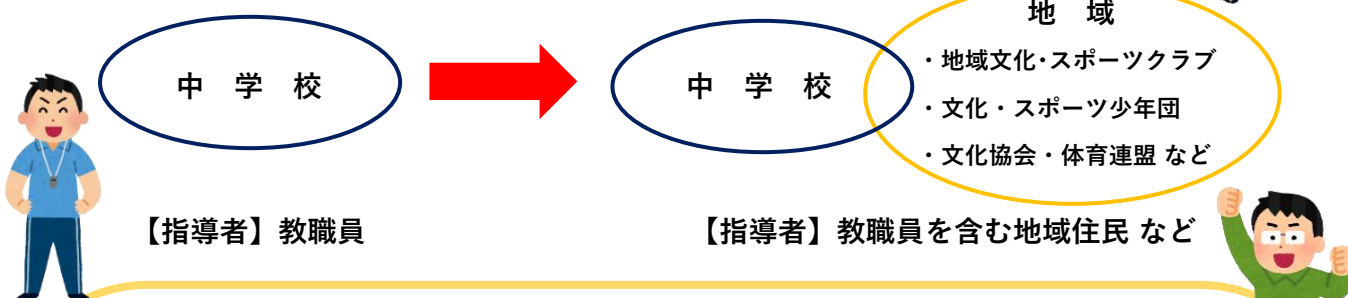 中 学 校
中 学 校
地 域
・地域文化・スポーツクラブ
・文化・スポーツ少年団
・文化協会・体育連盟 など
【指導者】教職員
【指導者】教職員を含む地域住民 など